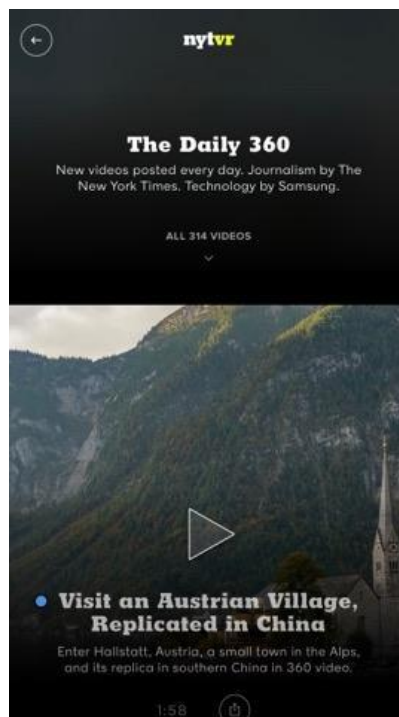 nytvr
The Daily 360
New videos posted every day. Journalism by The
New York Times. Technology by Samsung.
ALL 314 VIDEOS
Visit an Austrian Village,
Replicated in China
Enter Hallstatt, Austria, a small town in the Alps,
and its replica in southern China in 360 video.
1:58